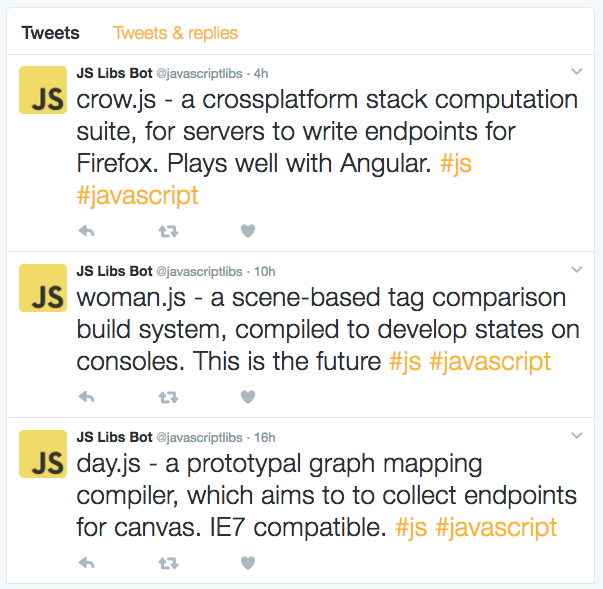 Tweets Tweets & replies
JS Libs Bot @javascriptlibs · 4h
JS
crow.js - a crossplatform stack computation
suite, for servers to write endpoints for
Firefox. Plays well with Angular. #js
#javascript
JS Libs Bot @javascriptlibs · 10h
JS
woman.js - a scene-based tag comparison
build system, compiled to develop states on
consoles. This is the future #js #javascript
JS Libs Bot @javascriptlibs · 16h
JS
day.js - a prototypal graph mapping
compiler, which aims to to collect endpoints
for canvas. IE7 compatible. #js #javascript